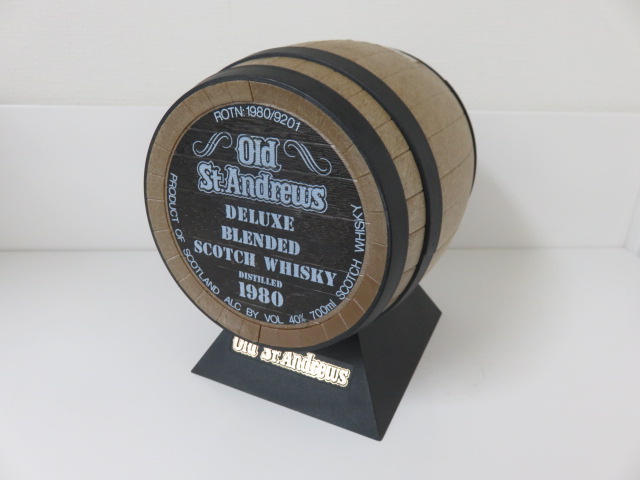 ROTN:1980/9201
Old
St.Andrews
DELUXE
BLENDED
SCOTCH WHISKY
DISTILLED
1980
PRODUCT OF SCOTLAND ALC BY VOL 40% 700ml SCOTCH WHISKY
Old St.Andrews